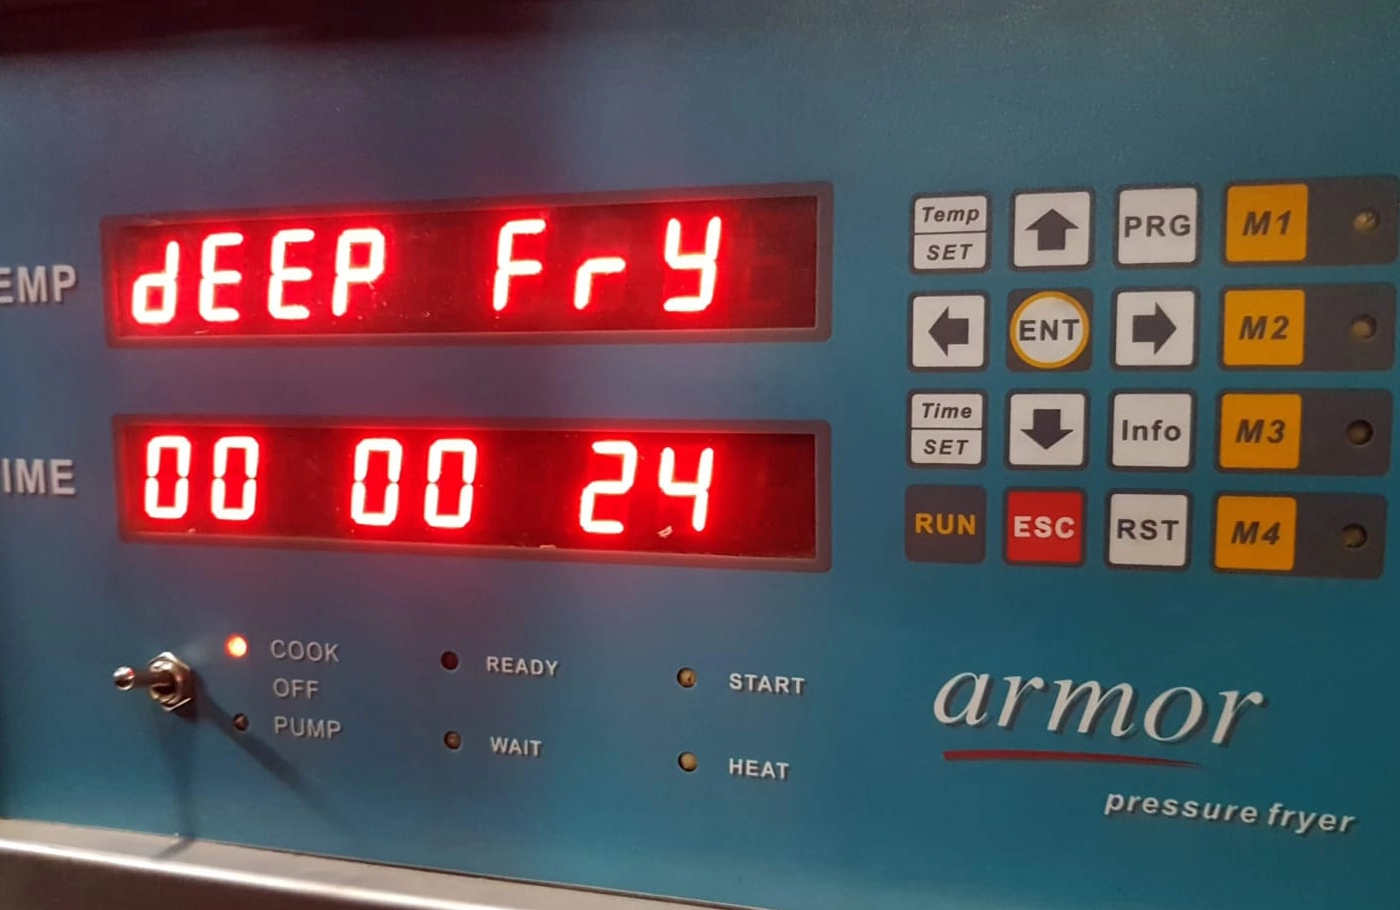 EMP
dEEP FrY
IME
00 00 24
COOK
OFF
PUMP
READY
WAIT
START
HEAT
Temp
SET
PRG
M1
ENT
M2
Time
SET
Info
M3
RUN
ESC
RST
M4
armor
pressure fryer